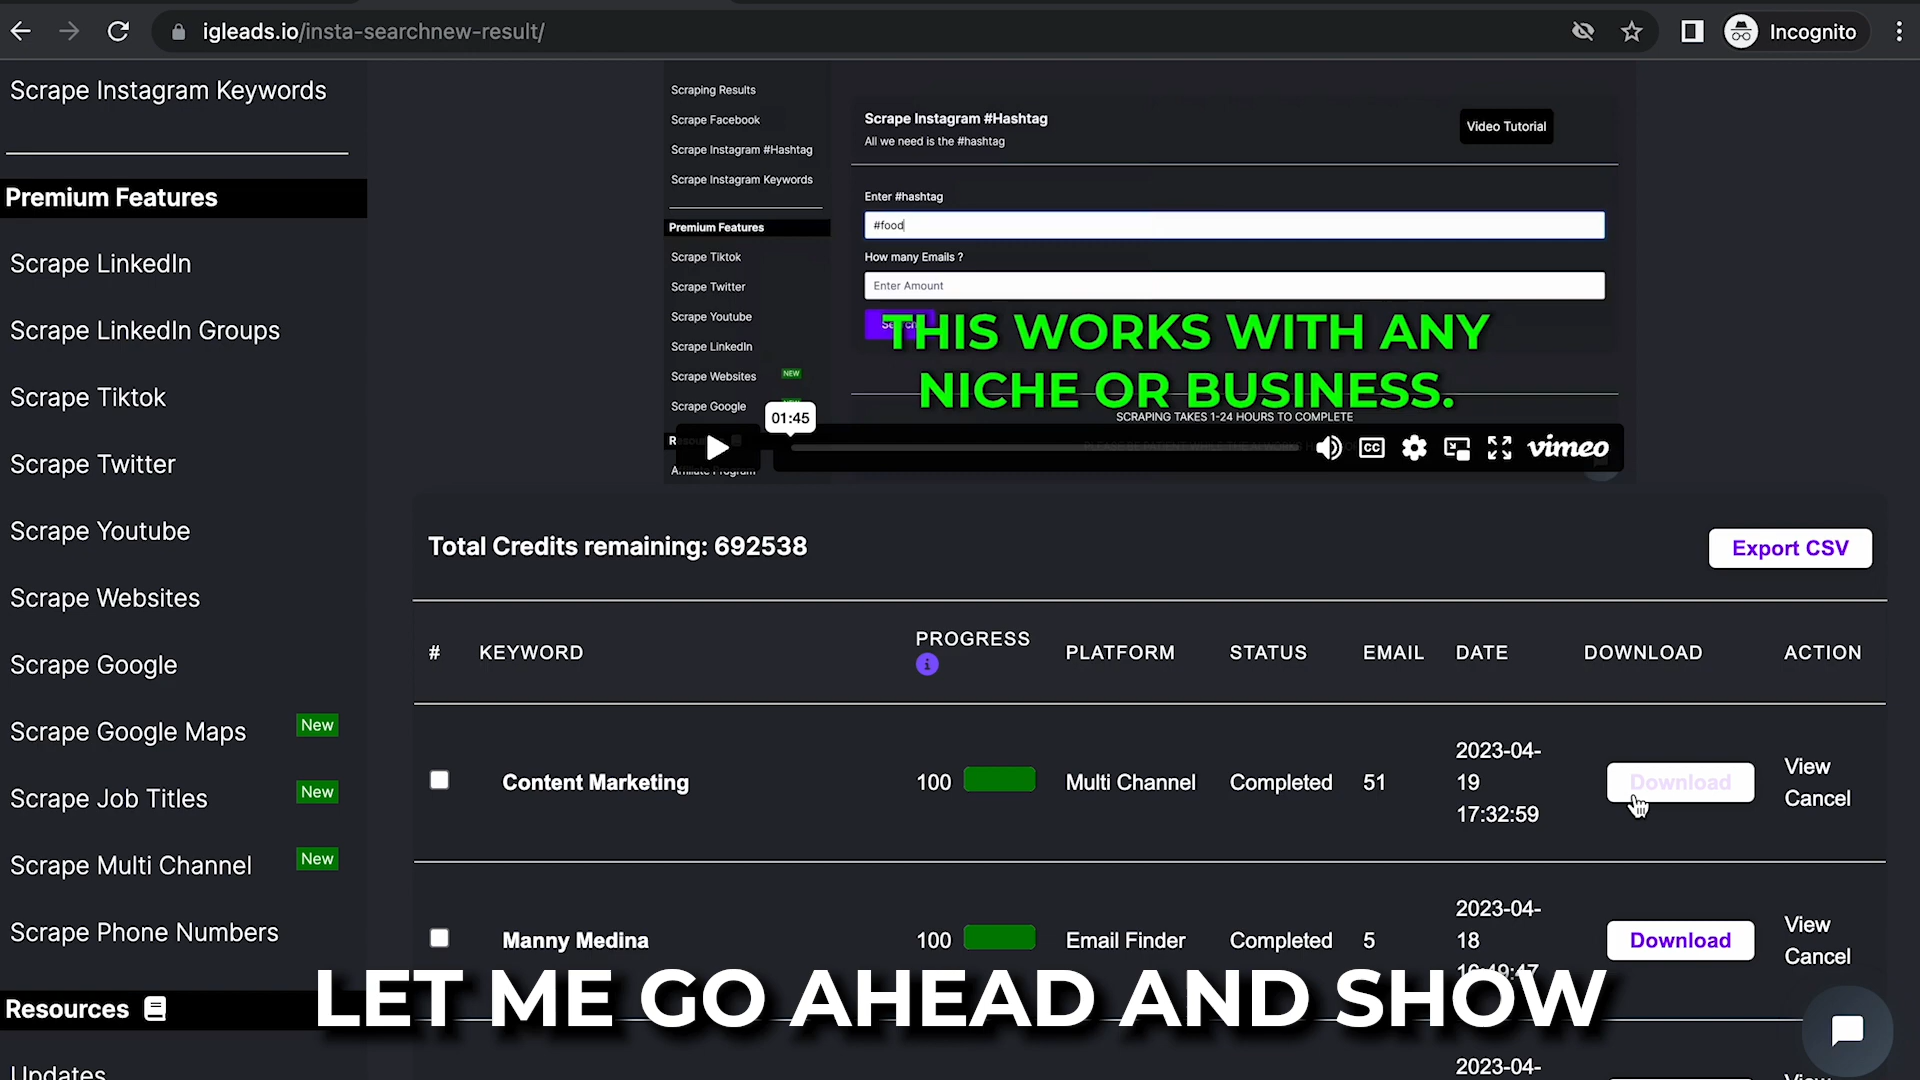 igleads.io/insta-searchnew-result/
Incognito
Scrape Instagram Keywords
Premium Features
Scrape LinkedIn
Scrape LinkedIn Groups
Scrape Tiktok
Scrape Twitter
Scrape Youtube
Scrape Websites
Scrape Google
Scrape Google Maps New
Scrape Job Titles New
Scrape Multi Channel New
Scrape Phone Numbers
Resources
Updates
Scraping Results
Scrape Facebook
Scrape Instagram #Hashtag
Scrape Instagram Keywords
Premium Features
Scrape Tiktok
Scrape Twitter
Scrape Youtube
Scrape LinkedIn
Scrape Websites NEW
Scrape Google
Affiliate Program
Scrape Instagram #Hashtag
All we need is the #hashtag
Video Tutorial
Enter #hashtag
#food
How many Emails ?
Enter Amount
THIS WORKS WITH ANY
NICHE OR BUSINESS.
SCRAPING TAKES 1-24 HOURS TO COMPLETE
01:45
CC
vimeo
Total Credits remaining: 692538
Export CSV
# KEYWORD PROGRESS PLATFORM STATUS EMAIL DATE DOWNLOAD ACTION
Content Marketing 100 Multi Channel Completed 51
2023-04-
19
17:32:59
Download
View
Cancel
Manny Medina 100 Email Finder Completed 5
2023-04-
18
Download
View
Cancel
LET ME GO AHEAD AND SHOW
2023-04-